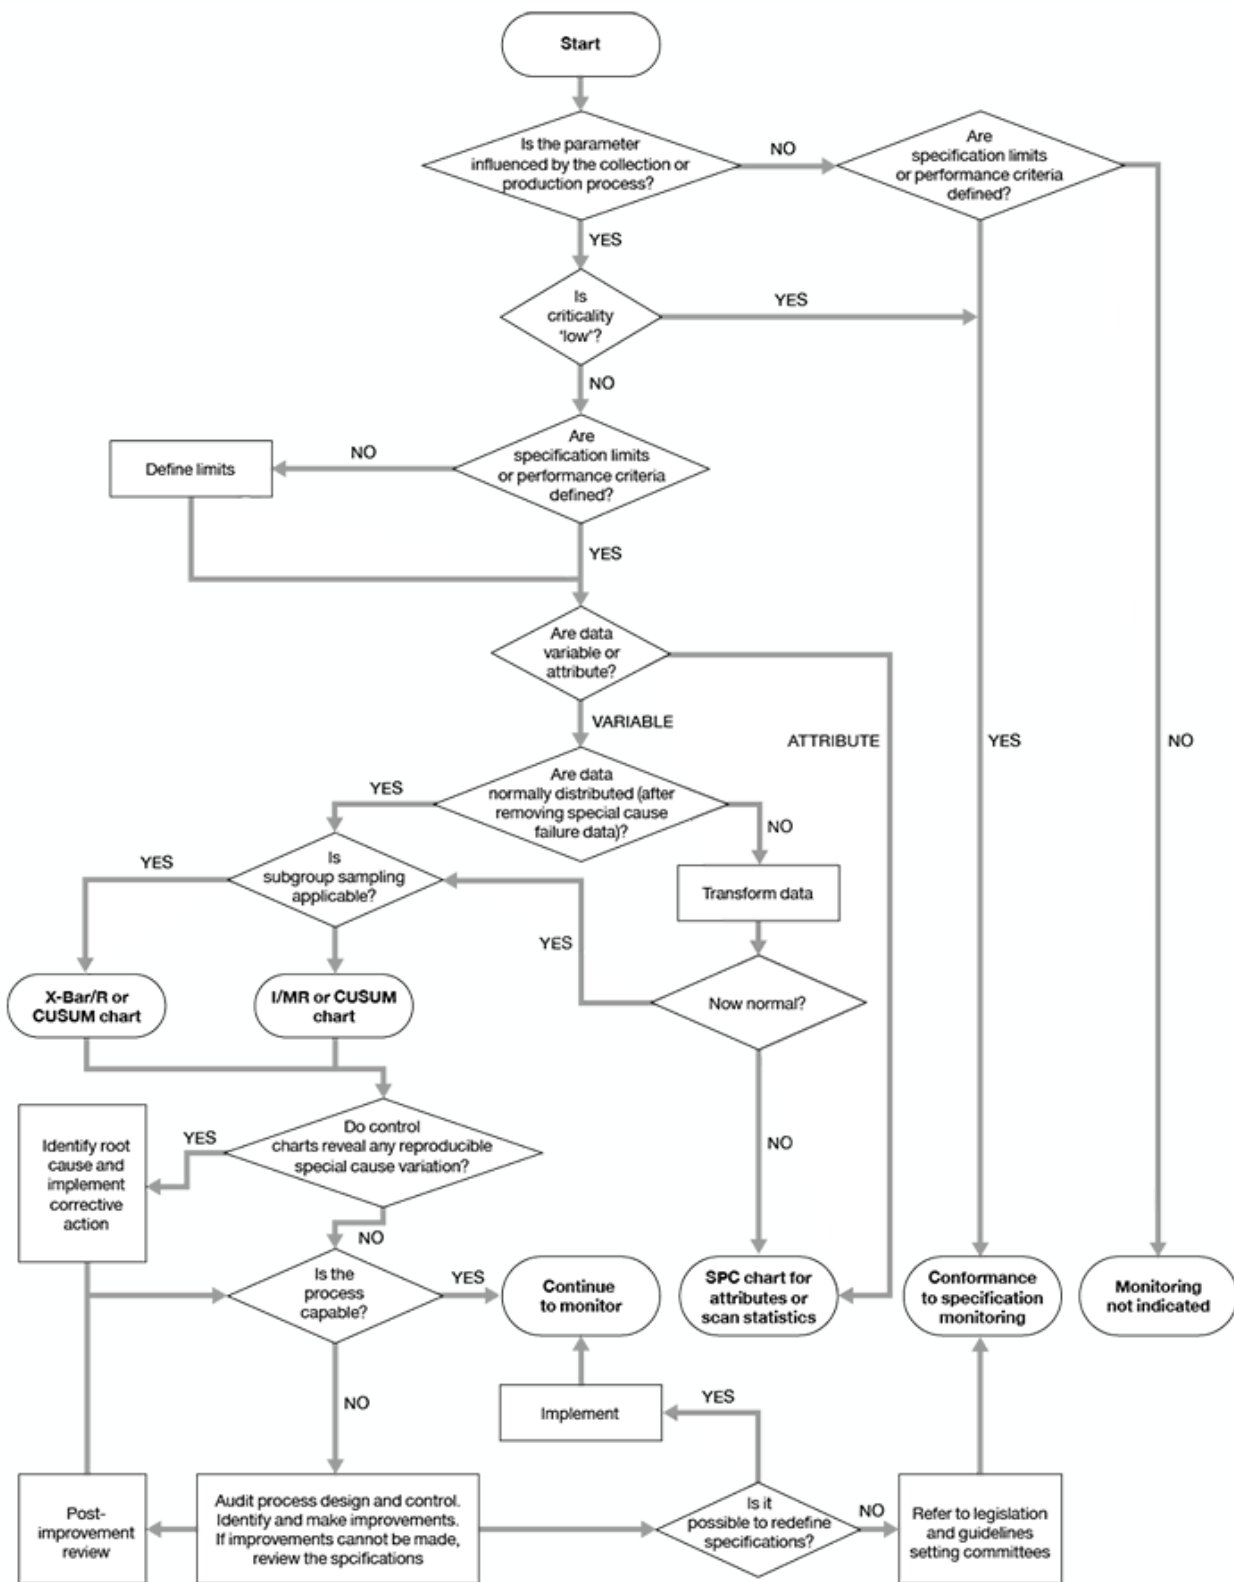 Start
Is the parameter
influenced by the collection or
production process?
NO
Are
specification limits
or performance criteria
defined?
YES
Is
criticality
"low"?
YES
NO
Are
specification limits
or performance criteria
defined?
NO
Define limits
YES
Are data
variable or
attribute?
VARIABLE
ATTRIBUTE
YES
NO
Are data
normally distributed (after
removing special cause
failure data)?
YES
NO
Is
subgroup sampling
applicable?
YES
Transform data
YES
Now normal?
X-Bar/R or
CUSUM chart
I/MR or CUSUM
chart
Do control
charts reveal any reproducible
special cause variation?
YES
NO
Identify root
cause and
implement
corrective
action
NO
Is the
process
capable?
YES
Continue
to monitor
SPC chart for
attributes or
scan statistics
Conformance
to specification
monitoring
Monitoring
not indicated
NO
Implement
YES
Post-
improvement
review
Audit process design and control.
Identify and make improvements.
If improvements cannot be made,
review the spcifications
Is it
possible to redefine
specifications?
NO
Refer to legislation
and guidelines
setting committees